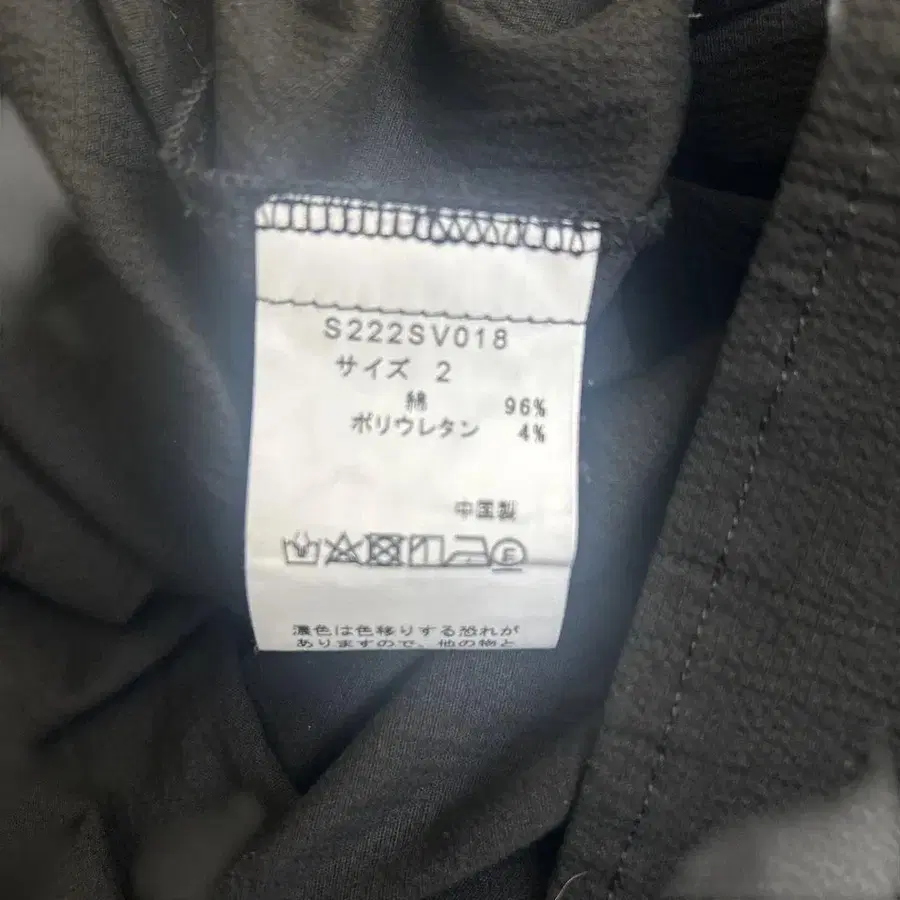 S222SV018
サイズ 2
綿 96%
ポリウレタン 4%
中国製
濃色は色移りする恐れが
ありますので、他の物と